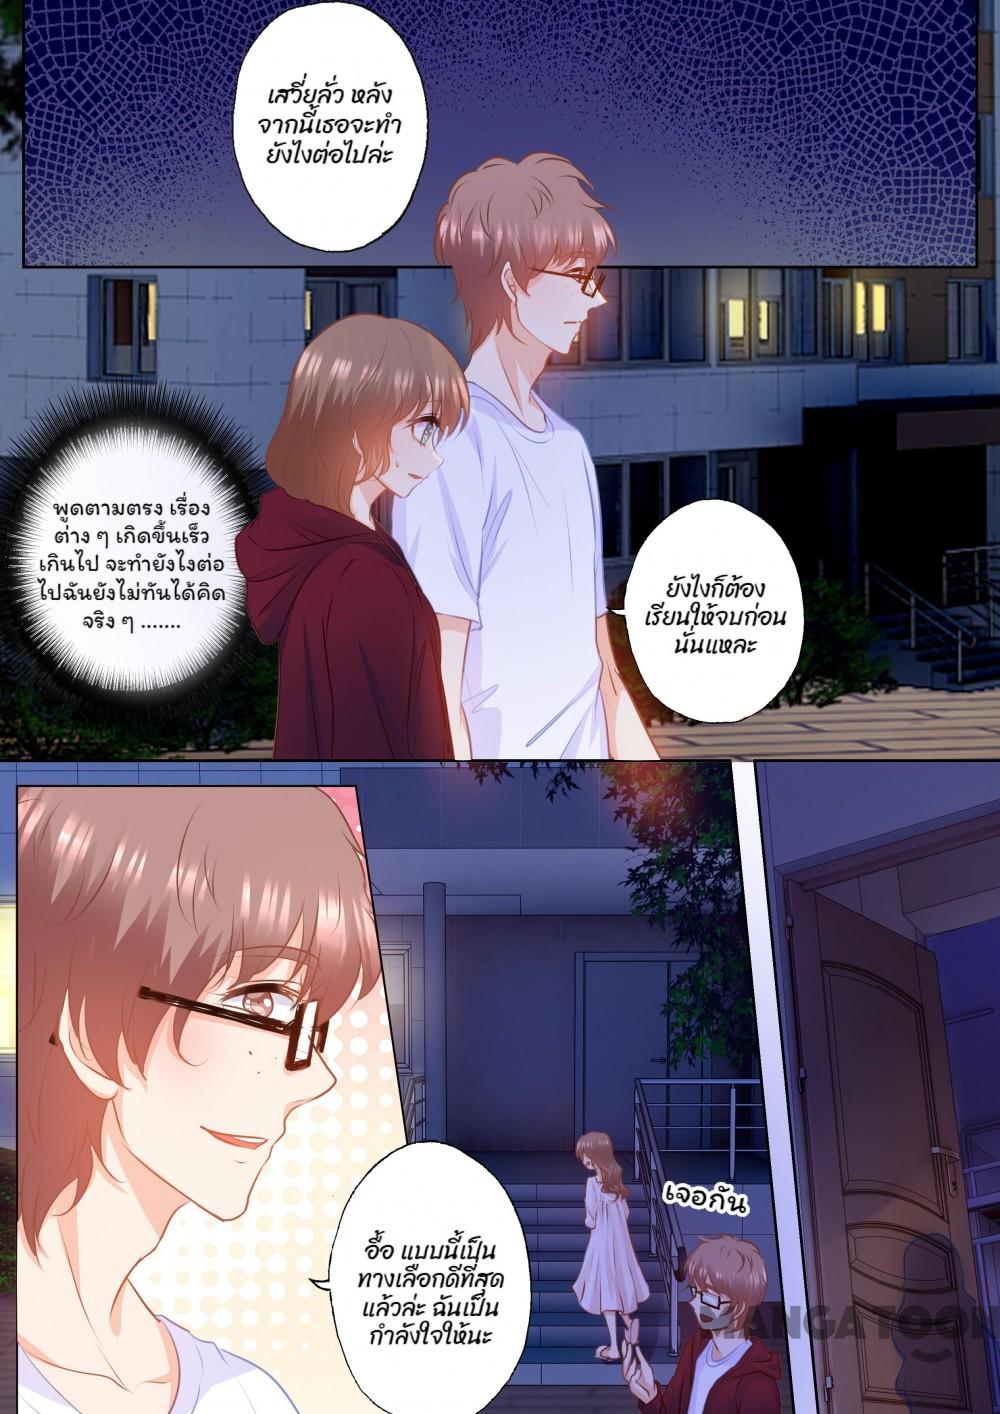 เสวี่ยลั่ว หลัง
จากนี้เธอจะทำ
ยังไงต่อไปล่ะ
พูดตามตรง เรื่อง
ต่าง ๆ เกิดขึ้นเร็ว
เกินไป จะทำยังไงต่อ
ไปฉันยังไม่ทันได้คิด
จริง ๆ .......
ยังไงก็ต้อง
เรียนให้จบก่อน
นั่นแหละ
อื้อ แบบนี้เป็น
ทางเลือกดีที่สุด
แล้วล่ะ ฉันเป็น
กำลังใจให้นะ
เจอกัน
MANGATOON